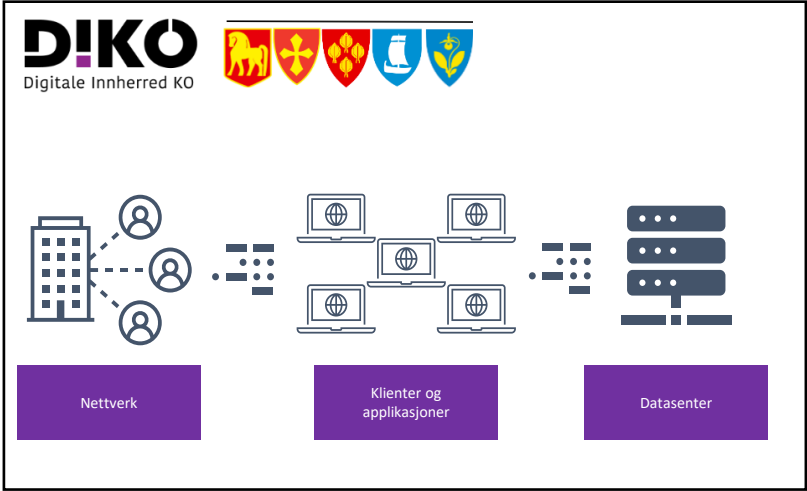 D!KO
Digitale Innherred KO
Nettverk
Klienter og
applikasjoner
Datasenter